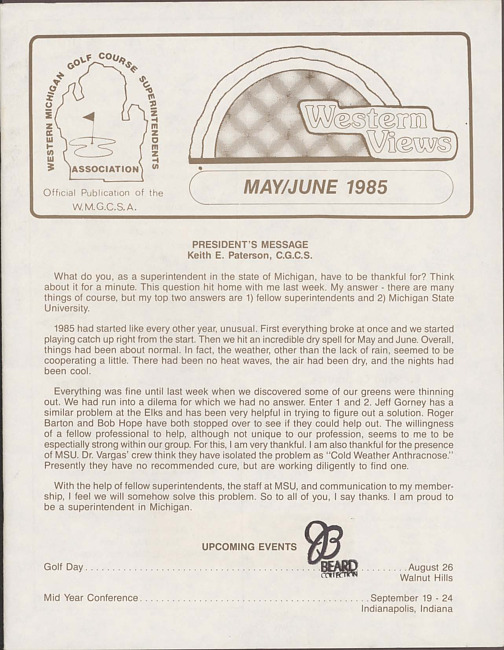 WESTERN MICHIGAN GOLF COURSE SUPERINTENDENTS
ASSOCIATION
Official Publication of the
W.M.G.C.S.A.
Western
Views
MAY/JUNE 1985
PRESIDENT'S MESSAGE
Keith E. Paterson, C.G.C.S.
What do you, as a superintendent in the state of Michigan, have to be thankful for? Think
about it for a minute. This question hit home with me last week. My answer - there are many
things of course, but my top two answers are 1) fellow superintendents and 2) Michigan State
University.
1985 had started like every other year, unusual. First everything broke at once and we started
playing catch up right from the start. Then we hit an incredible dry spell for May and June. Overall,
things had been about normal. In fact, the weather, other than the lack of rain, seemed to be
cooperating a little. There had been no heat waves, the air had been dry, and the nights had
been cool.
Everything was fine until last week when we discovered some of our greens were thinning
out. We had run into a dilema for which we had no answer. Enter 1 and 2. Jeff Gorney has a
similar problem at the Elks and has been very helpful in trying to figure out a solution. Roger
Barton and Bob Hope have both stopped over to see if they could help out. The willingness
of a fellow professional to help, although not unique to our profession, seems to me to be
espectially strong within our group. For this, I am very thankful. I am also thankful for the presence
of MSU. Dr. Vargas' crew think they have isolated the problem as "Cold Weather Anthracnose."
Presently they have no recommended cure, but are working diligently to find one.
With the help of fellow superintendents, the staff at MSU, and communication to my member-
ship, I feel we will somehow solve this problem. So to all of you, I say thanks. I am proud to
be a superintendent in Michigan.
UPCOMING EVENTS
JB
BEARD
COLLECTION
Golf Day........................................August 26
Walnut Hills
Mid Year Conference........................................September 19 - 24
Indianapolis, Indiana